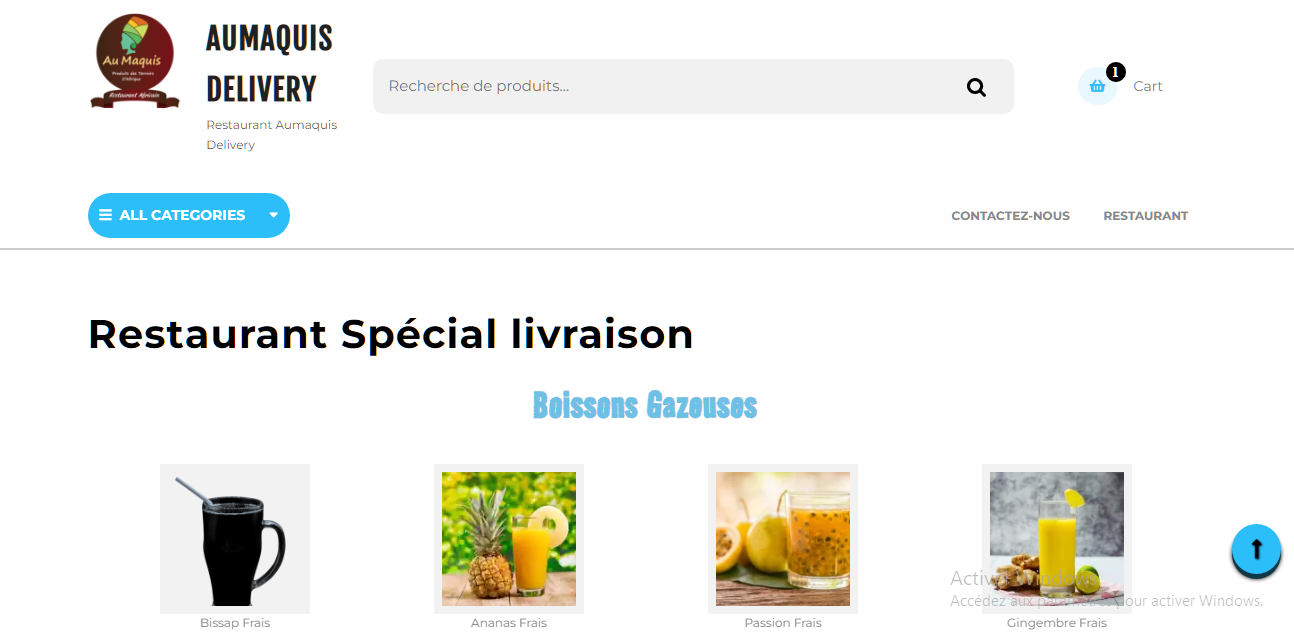 Au Maquis
Produits des Terroirs
d'Afrique
Restaurant Africain
AUMAQUIS
DELIVERY
Restaurant Aumaquis
Delivery
Recherche de produits...
1
Cart
ALL CATEGORIES
CONTACTEZ-NOUS
RESTAURANT
Restaurant Spécial livraison
Boissons Gazeuses
Bissap Frais
Ananas Frais
Passion Frais
Gingembre Frais
Activer Windows
Accédez aux paramètres pour activer Windows.